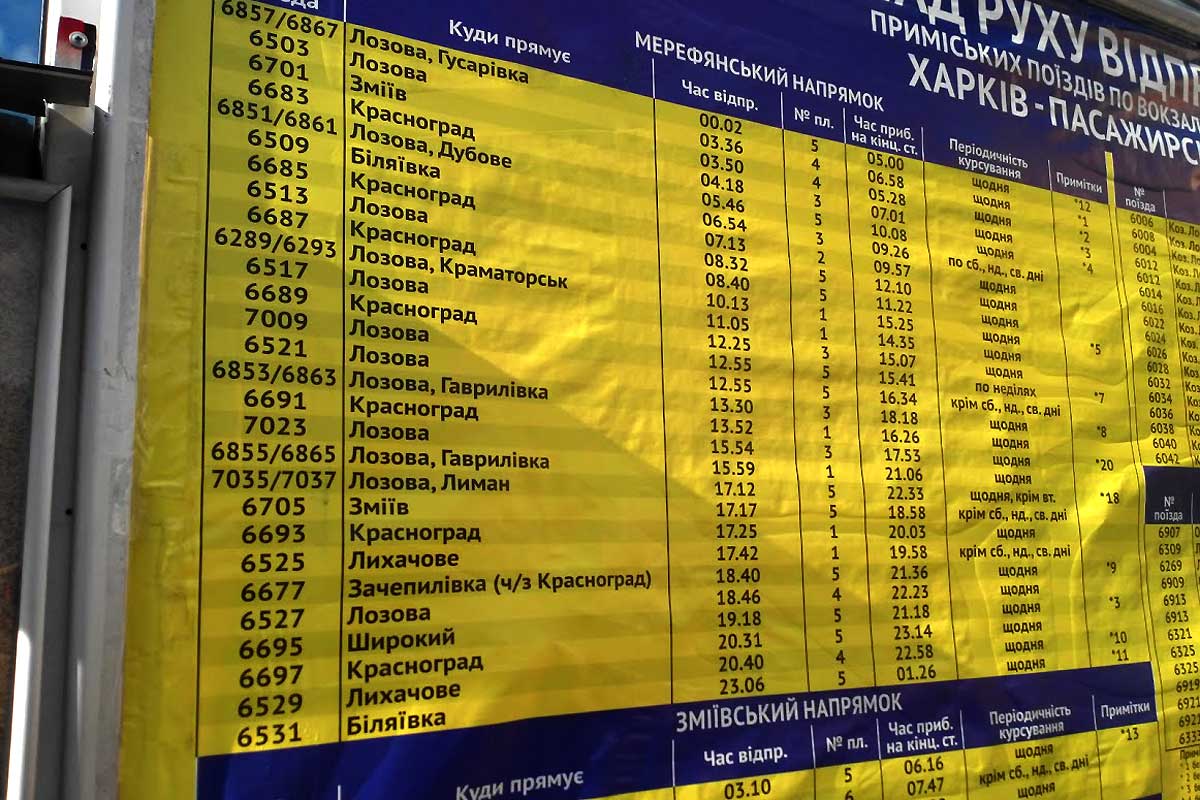 6857/6867 Лозова, Гусарівка 00.02 5 05.00 щодня *12
6503 Лозова 03.36 4 06.58 щодня *1
6701 Зміїв 03.50 4 05.28 щодня *2
6683 Красноград 04.18 3 07.01 щодня *3
6851/6861 Лозова, Дубове 05.46 5 10.08 щодня *4
6509 Біляївка 06.54 3 09.26 по сб., нд., св. дні
6685 Красноград 07.13 2 09.57 щодня
6513 Лозова 08.32 5 12.10 щодня
6687 Красноград 08.40 5 11.22 щодня
6289/6293 Лозова, Краматорськ 10.13 1 15.25 щодня *5
6517 Лозова 11.05 1 14.35 щодня
6689 Красноград 12.25 3 15.07 щодня
7009 Лозова 12.55 5 15.41 по неділях *7
6521 Лозова 12.55 5 16.34 крім сб., нд., св. дні
6853/6863 Лозова, Гаврилівка 13.30 3 18.18 щодня *8
6691 Красноград 13.52 1 16.26 щодня
7023 Лозова 15.54 3 17.53 щодня *20
6855/6865 Лозова, Гаврилівка 15.59 1 21.06 щодня
7035/7037 Лозова, Лиман 17.12 5 22.33 щодня, крім вт. *18
6705 Зміїв 17.17 5 18.58 крім сб., нд., св. дні
6693 Красноград 17.25 1 20.03 щодня
6525 Лихачове 17.42 1 19.58 крім сб., нд., св. дні
6677 Зачепилівка (ч/з Красноград) 18.40 5 21.36 щодня *9
6527 Лозова 18.46 4 22.23 щодня
6695 Широкий 19.18 5 21.18 щодня *3
6697 Красноград 20.31 5 23.14 щодня
6529 Лихачове 20.40 4 22.58 щодня *10
6531 Біляївка 23.06 5 01.26 щодня *11
Куди прямує
МЕРЕФЯНСЬКИЙ НАПРЯМОК
Час відпр.
№ пл.
Час приб.
на кінц. ст.
Періодичність
курсування
Примітки
РУХУ
ПРИМІСЬКИХ ПОЇЗДІВ ПО
ХАРКІВ -
ЗМІЇВСЬКИЙ НАПРЯМОК
Куди прямує
Час відпр.
№ пл.
Час приб.
на кінц. ст.
Періодичність
курсування
Примітки
03.10 5 06.16 щодня *13
6 07.47 крім сб., нд., св. дні
№
поїзда
6006
6008
6004
6012
6012
6014
6016
6022
6024
6026
6028
6032
6034
6036
6038
6040
6042
№
поїзда
6907
6309
6269
6909
6913
6913
6321
6325
6325